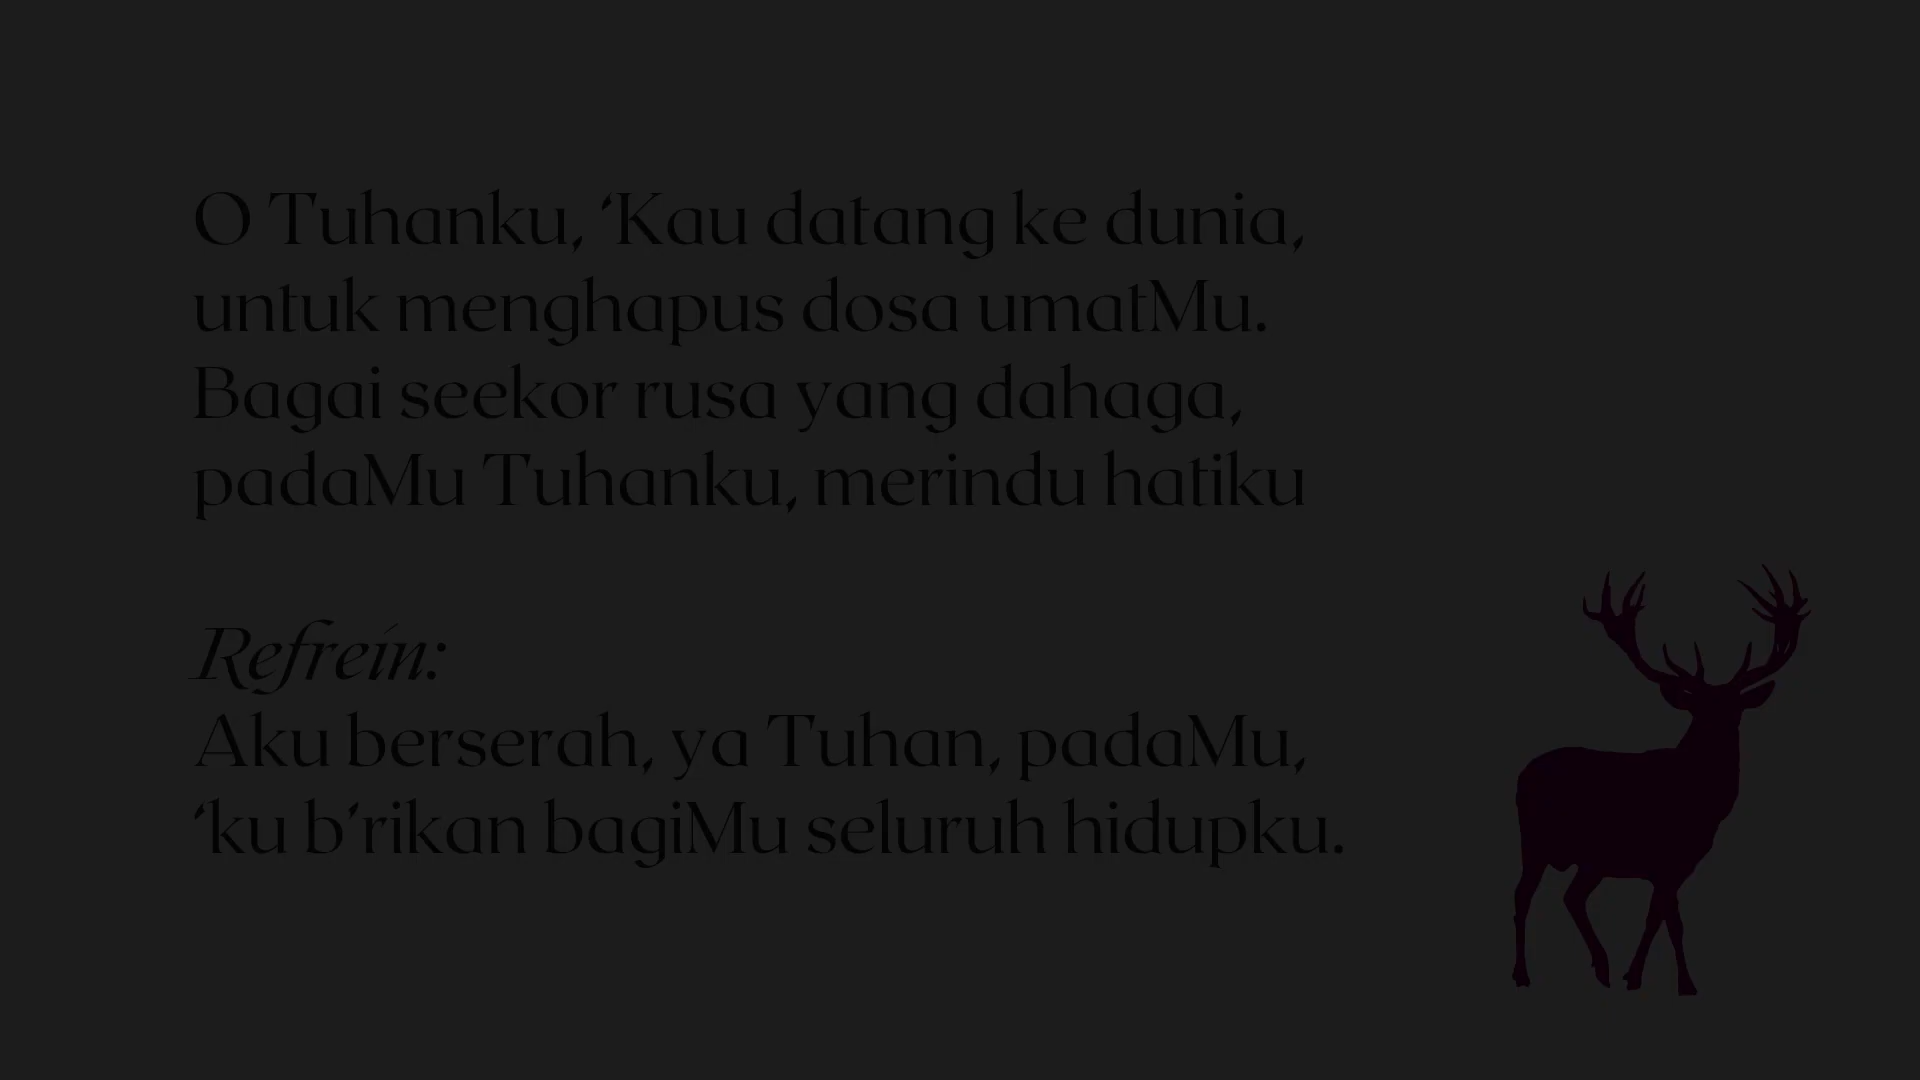 O Tuhanku, ‘Kau datang ke dunia,
untuk menghapus dosa umatMu.
Bagai seekor rusa yang dahaga,
padaMu Tuhanku, merindu hatiku
Refrein:
Aku berserah, ya Tuhan, padaMu,
‘ku b’rikan bagiMu seluruh hidupku.